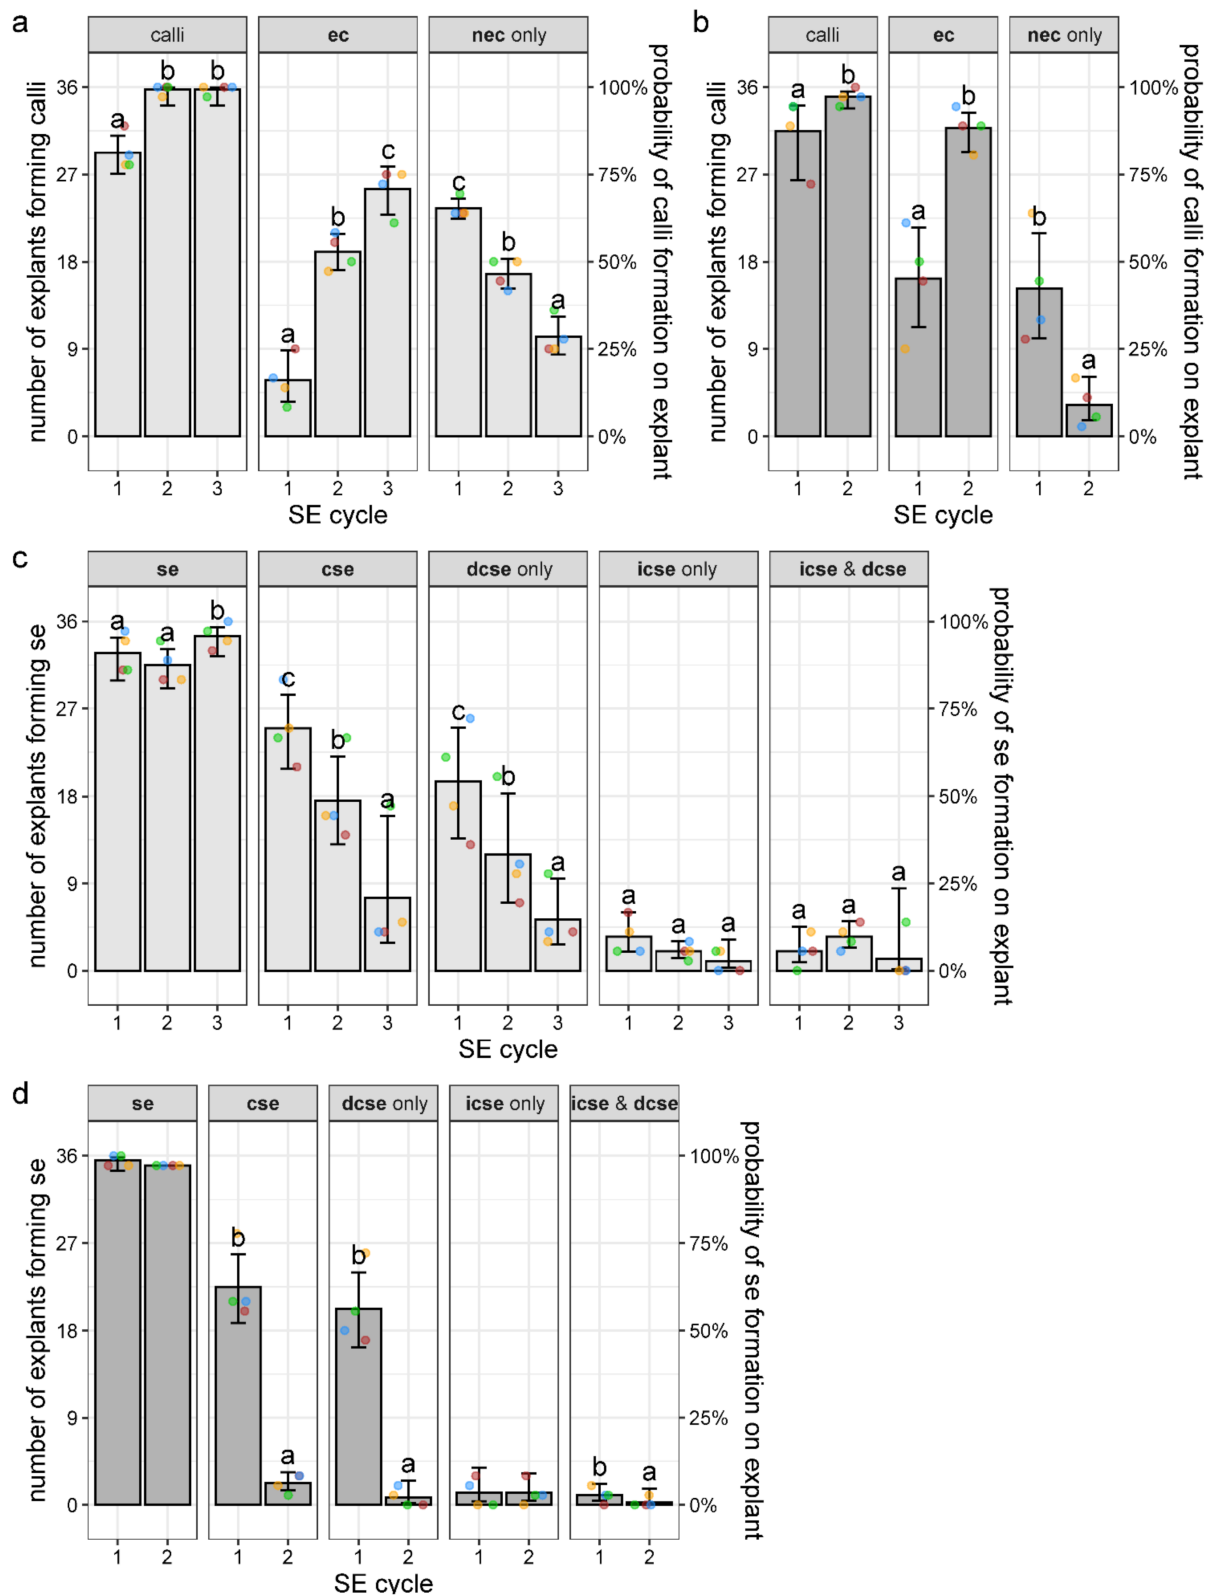 a
calli
ec
nec only
number of explants forming calli
36
27
18
9
0
a
b
b
a
b
c
c
b
a
100%
75%
50%
25%
0%
probability of calli formation on explant
1
2
3
1
2
3
1
2
3
SE cycle
b
calli
ec
nec only
number of explants forming calli
36
27
18
9
0
a
b
a
b
b
a
100%
75%
50%
25%
0%
probability of calli formation on explant
1
2
1
2
1
2
SE cycle
c
se
cse
dcse only
icse only
icse & dcse
number of explants forming se
36
27
18
9
0
a
a
b
c
b
a
c
b
a
a
a
a
a
a
a
100%
75%
50%
25%
0%
probability of se formation on explant
1
2
3
1
2
3
1
2
3
1
2
3
1
2
3
SE cycle
d
se
cse
dcse only
icse only
icse & dcse
number of explants forming se
36
27
18
9
0
b
a
b
a
b
a
100%
75%
50%
25%
0%
probability of se formation on explant
1
2
1
2
1
2
1
2
1
2
SE cycle